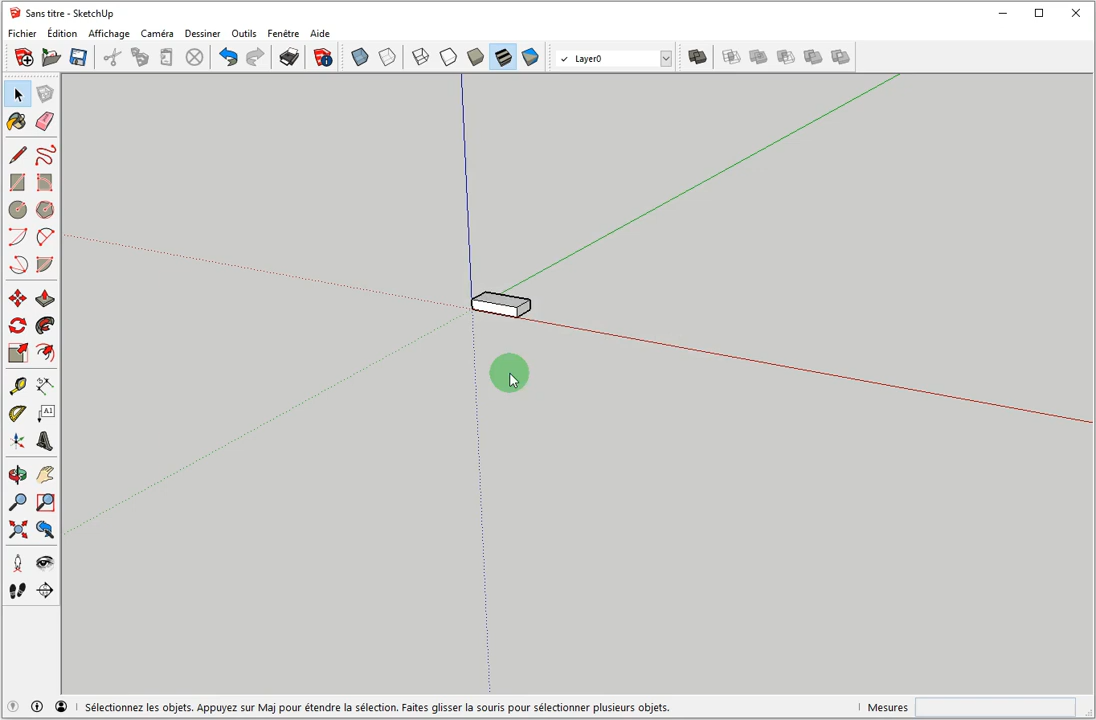 Sans titre - SketchUp
Fichier Édition Affichage Caméra Dessiner Outils Fenêtre Aide
Layer0
A1
Sélectionnez les objets. Appuyez sur Maj pour étendre la sélection. Faites glisser la souris pour sélectionner plusieurs objets.
Mesures